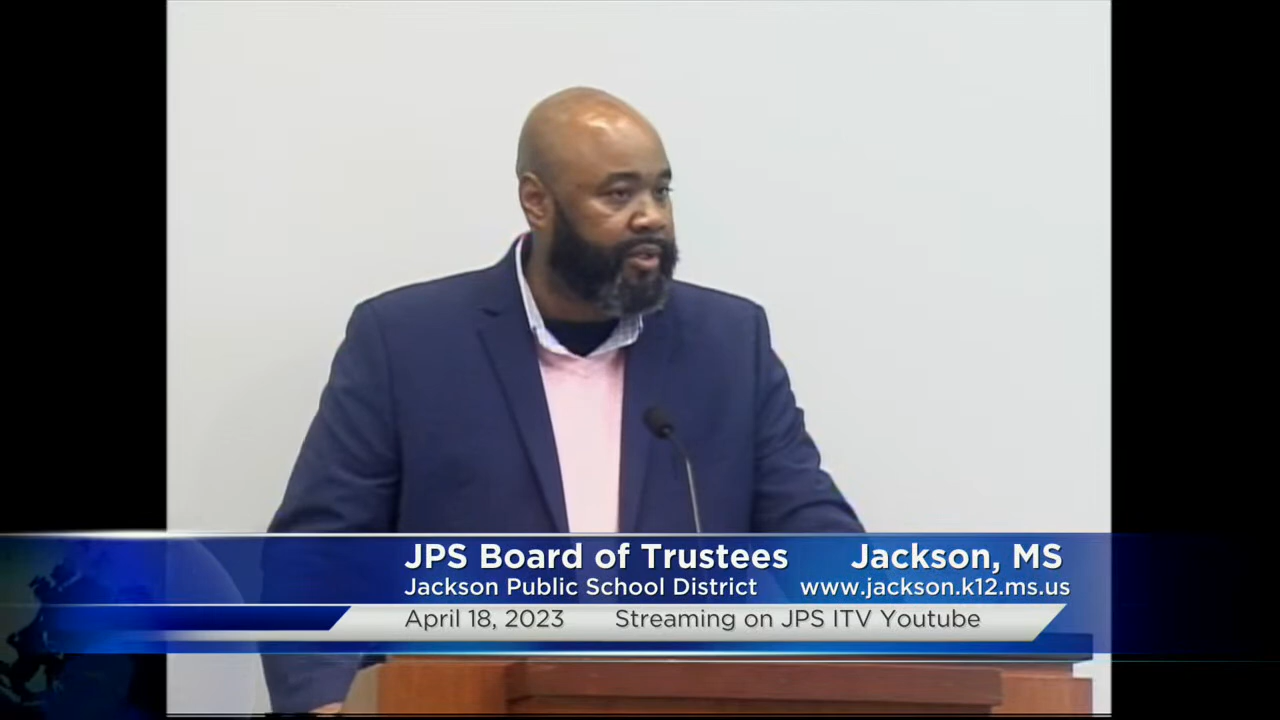 JPS Board of Trustees Jackson, MS
Jackson Public School District www.jackson.k12.ms.us
April 18, 2023 Streaming on JPS ITV Youtube